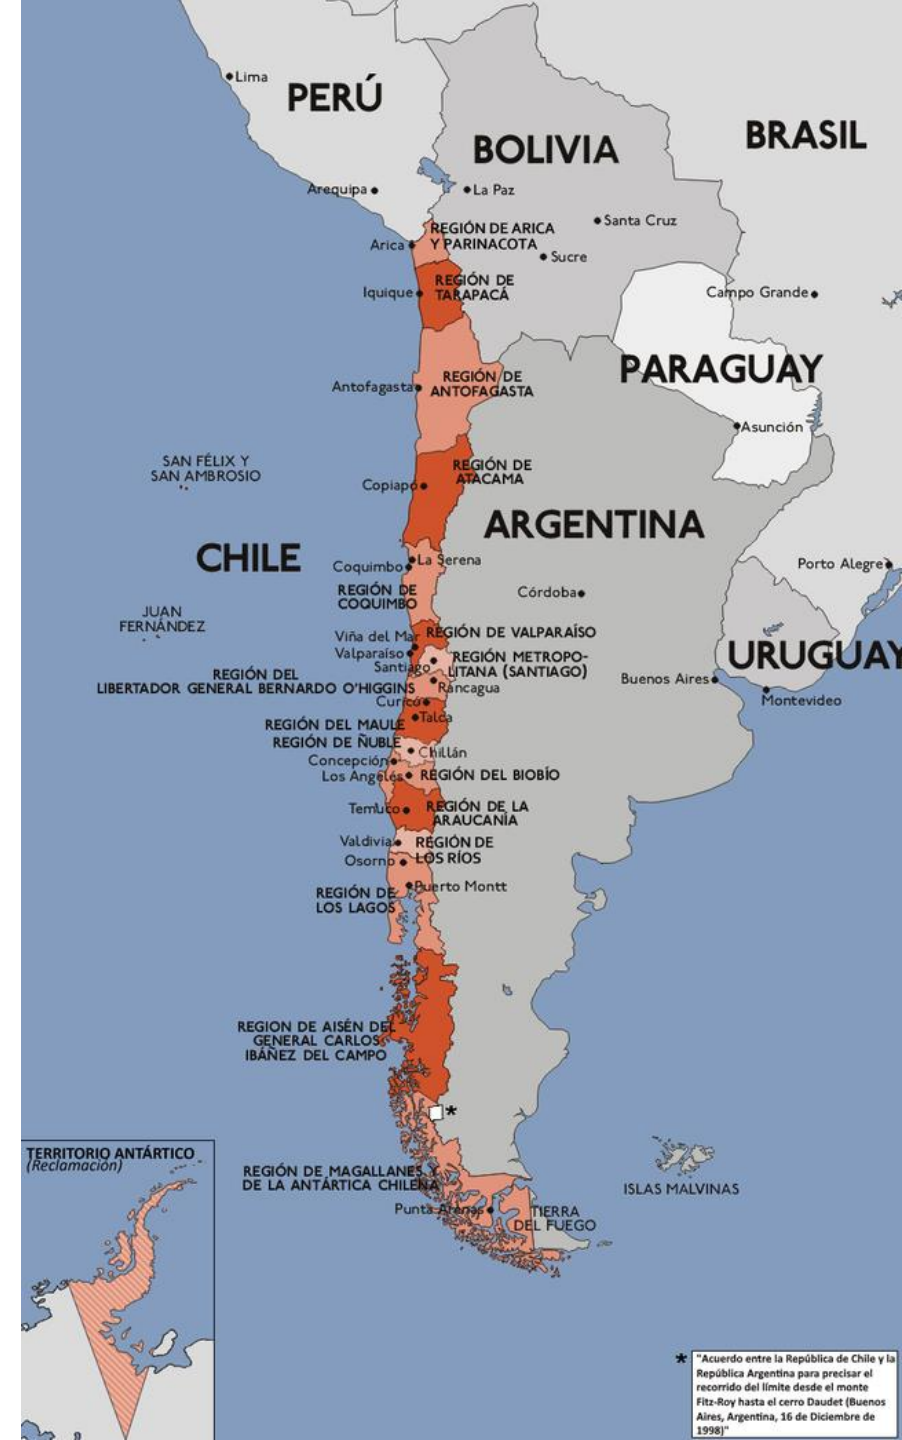 Lima
PERÚ
BOLIVIA
BRASIL
Arequipa
La Paz
Santa Cruz
Sucre
Arica
REGIÓN DE ARICA
Y PARINACOTA
Iquique
REGIÓN DE
TARAPACÁ
Campo Grande
PARAGUAY
Antofagasta
REGIÓN DE
ANTOFAGASTA
Asunción
SAN FÉLIX Y
SAN AMBROSIO
Copiapó
REGIÓN DE
ATACAMA
ARGENTINA
CHILE
La Serena
Coquimbo
REGIÓN DE
COQUIMBO
Córdoba
Porto Alegre
JUAN
FERNÁNDEZ
Viña del Mar
REGIÓN DE VALPARAÍSO
Valparaíso
Santiago
REGIÓN METROPO-
LITANA (SANTIAGO)
URUGUAY
REGIÓN DEL
LIBERTADOR GENERAL BERNARDO O'HIGGINS
Rancagua
Buenos Aires
Montevideo
Curicó
Talca
REGIÓN DEL MAULE
REGIÓN DE ÑUBLE
Chillán
Concepción
Los Angeles
REGIÓN DEL BIOBÍO
Temuco
REGIÓN DE LA
ARAUCANÍA
Valdivia
REGIÓN DE
LOS RÍOS
Osorno
Puerto Montt
REGIÓN DE
LOS LAGOS
REGION DE AISÉN DEL
GENERAL CARLOS
IBÁÑEZ DEL CAMPO
*
TERRITORIO ANTÁRTICO
(Reclamación)
REGIÓN DE MAGALLANES Y
DE LA ANTÁRTICA CHILENA
Punta Arenas
TIERRA
DEL FUEGO
ISLAS MALVINAS
* "Acuerdo entre la República de Chile y la
República Argentina para precisar el
recorrido del límite desde el monte
Fitz-Roy hasta el cerro Daudet (Buenos
Aires, Argentina, 16 de Diciembre de
1998)"